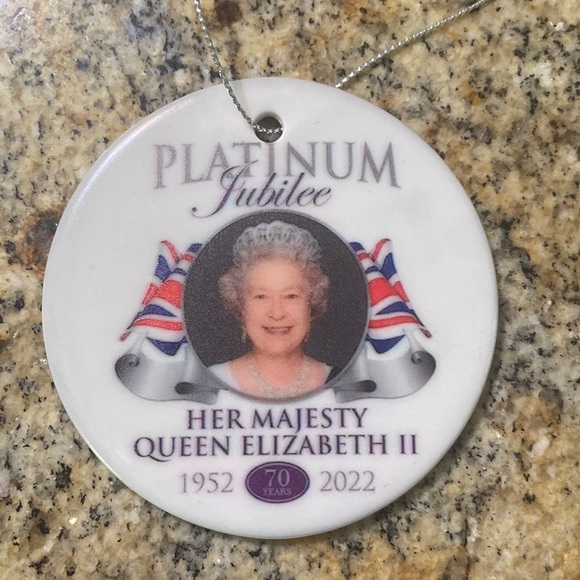 PLATINUM
Jubilee
HER MAJESTY
QUEEN ELIZABETH II
1952 70 YEARS 2022